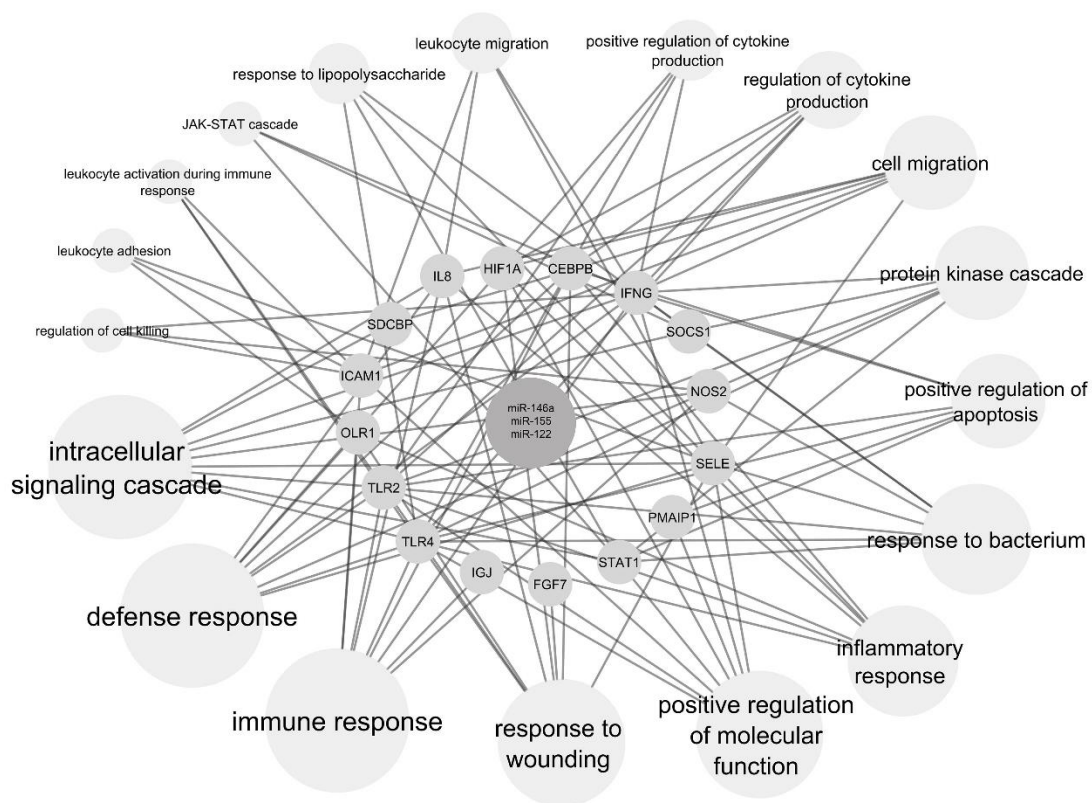 leukocyte migration
positive regulation of cytokine
production
response to lipopolysaccharide
regulation of cytokine
production
JAK-STAT cascade
cell migration
leukocyte activation during immune
response
leukocyte adhesion
protein kinase cascade
regulation of cell killing
positive regulation of
apoptosis
intracellular
signaling cascade
response to bacterium
defense response
inflammatory
response
immune response
response to
wounding
positive regulation
of molecular
function
IL8
HIF1A
CEBPB
IFNG
SDCBP
SOCS1
ICAM1
NOS2
miR-146a
miR-155
miR-122
OLR1
SELE
TLR2
PMAIP1
TLR4
STAT1
IGJ
FGF7